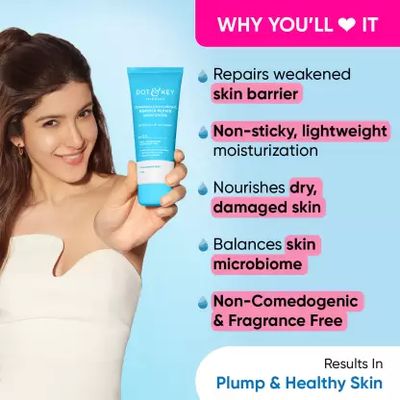 WHY YOU'LL ❤ IT
DOT & KEY
Repairs weakened
skin barrier
Non-sticky, lightweight
moisturization
Nourishes dry,
damaged skin
Balances skin
microbiome
Non-Comedogenic
& Fragrance Free
Results In
Plump & Healthy Skin